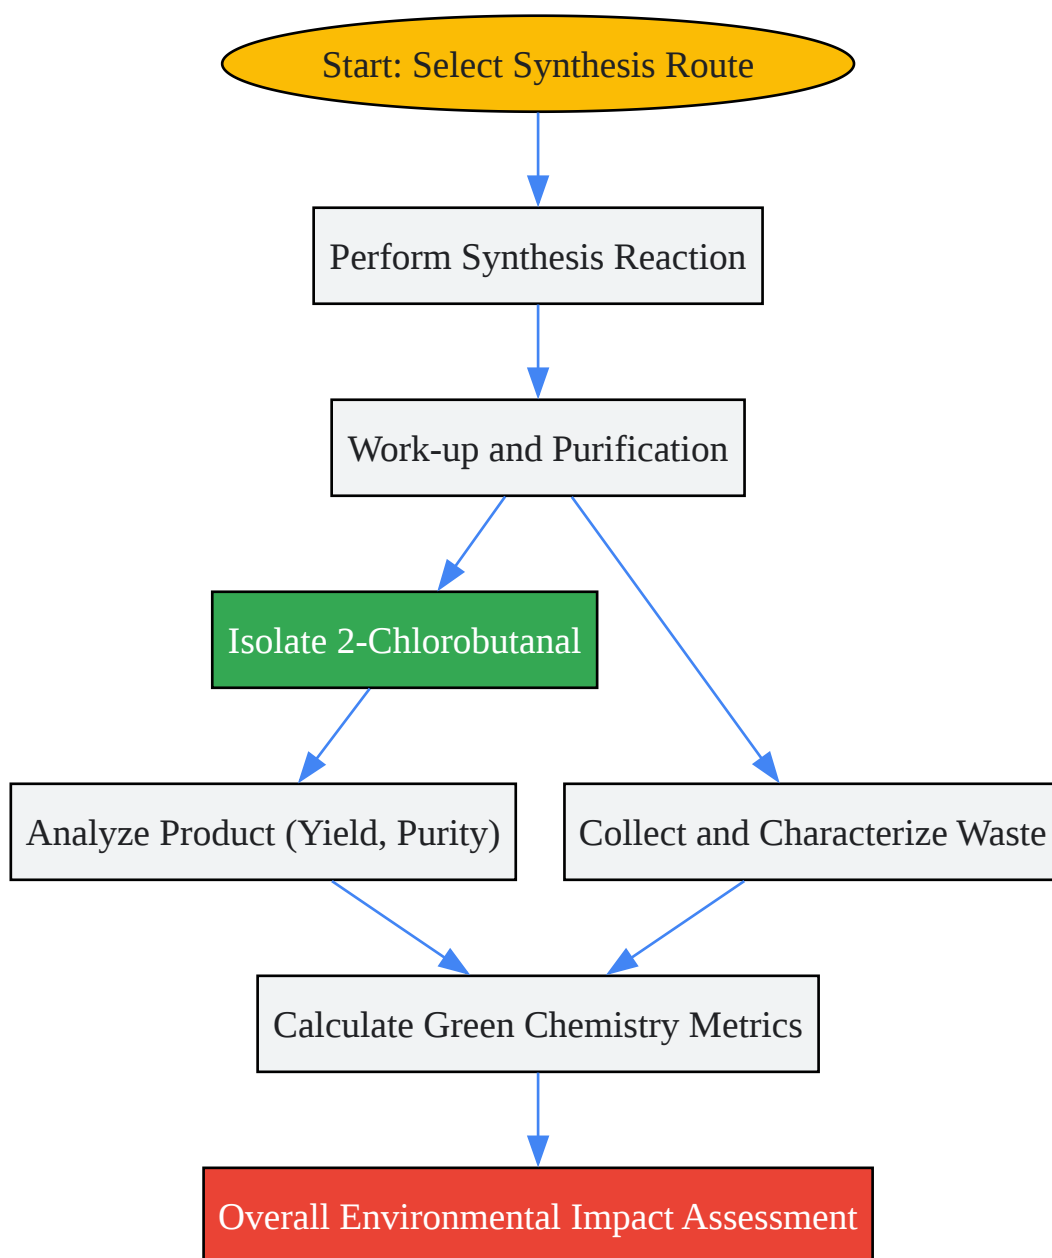 Start: Select Synthesis Route
Perform Synthesis Reaction
Work-up and Purification
Isolate 2-Chlorobutanal
Analyze Product (Yield, Purity)
Collect and Characterize Waste
Calculate Green Chemistry Metrics
Overall Environmental Impact Assessment